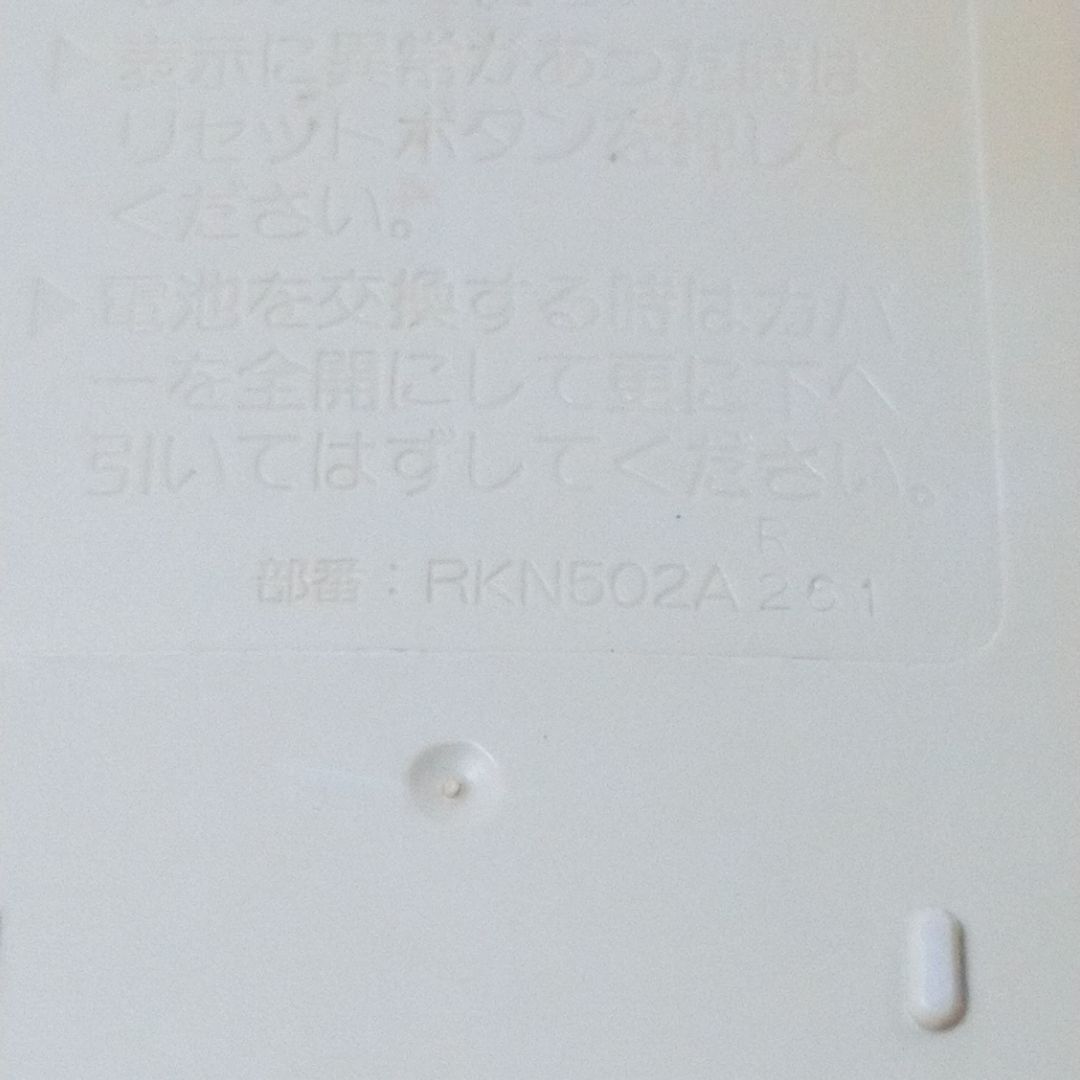 ▶表示に異常があった時は
リセットボタンを押して
ください。
▶電池を交換する時はカバ
ーを全開にして更に下へ
引いてはずしてください。
部番：RKN502A 261